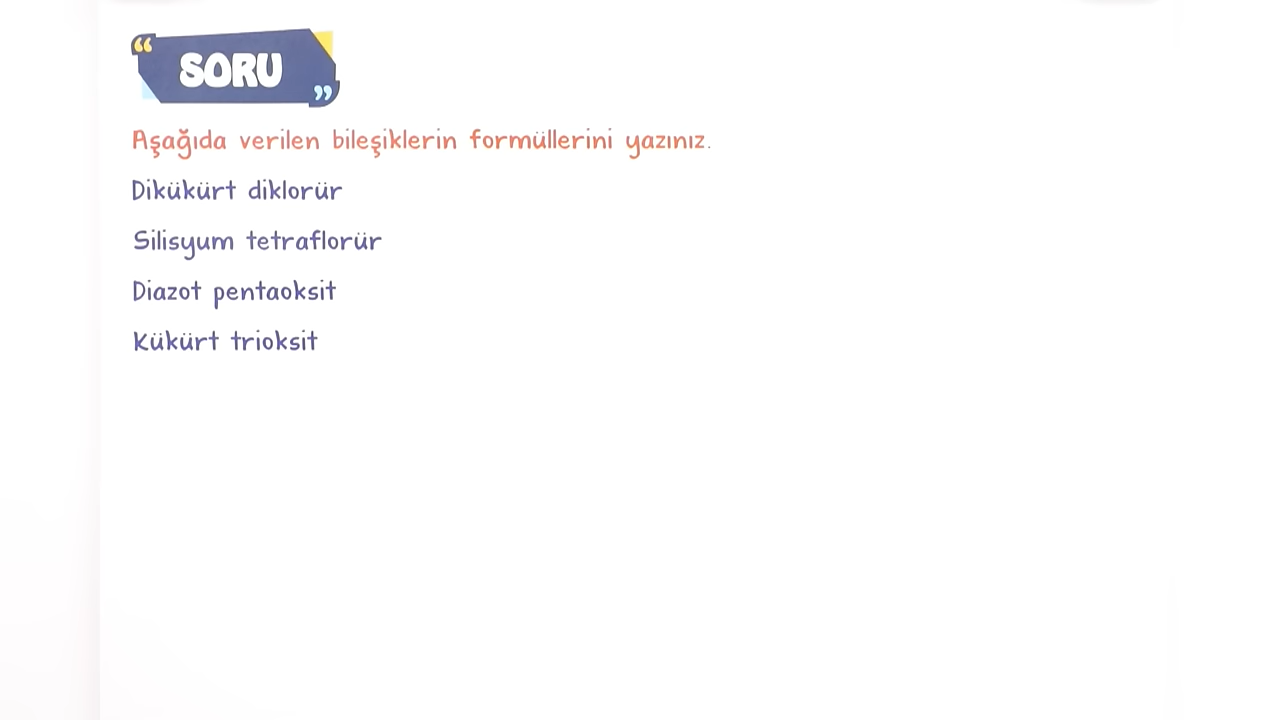 SORU
Aşağıda verilen bileşiklerin formüllerini yazınız.
Dikükürt diklorür
Silisyum tetraflorür
Diazot pentaoksit
Kükürt trioksit